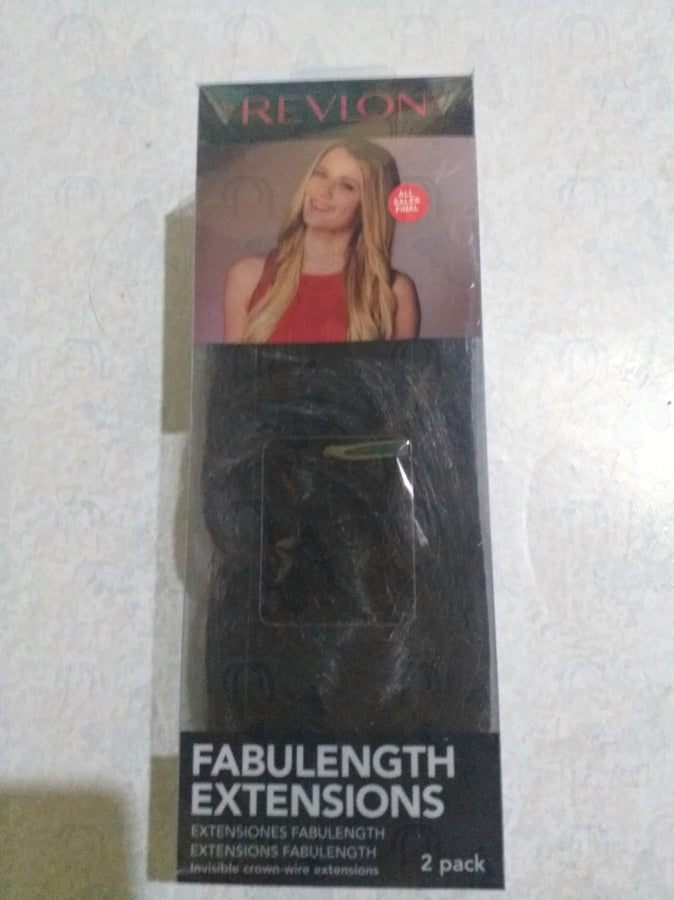 REVLON
ALL
SALES
FINAL
FABULENGTH
EXTENSIONS
EXTENSIONES FABULENGTH
EXTENSIONS FABULENGTH
Invisible crown wire extensions
2 pack